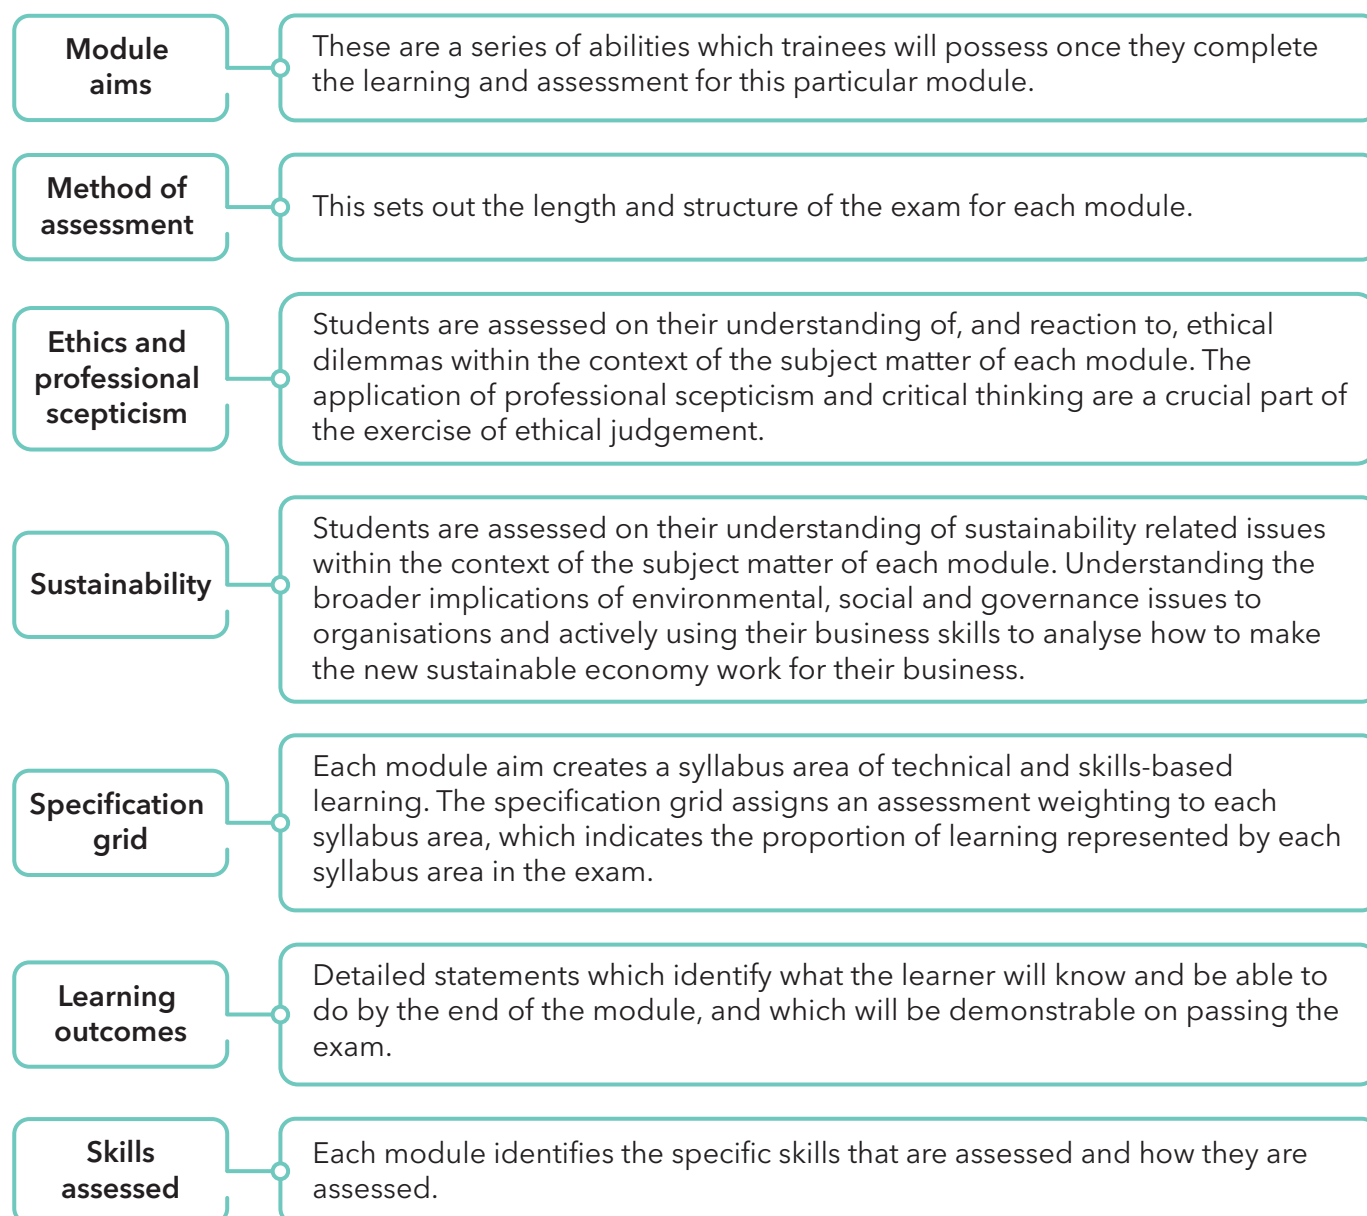 Module
aims
These are a series of abilities which trainees will possess once they complete
the learning and assessment for this particular module.
Method of
assessment
This sets out the length and structure of the exam for each module.
Ethics and
professional
scepticism
Students are assessed on their understanding of, and reaction to, ethical
dilemmas within the context of the subject matter of each module. The
application of professional scepticism and critical thinking are a crucial part of
the exercise of ethical judgement.
Sustainability
Students are assessed on their understanding of sustainability related issues
within the context of the subject matter of each module. Understanding the
broader implications of environmental, social and governance issues to
organisations and actively using their business skills to analyse how to make
the new sustainable economy work for their business.
Specification
grid
Each module aim creates a syllabus area of technical and skills-based
learning. The specification grid assigns an assessment weighting to each
syllabus area, which indicates the proportion of learning represented by each
syllabus area in the exam.
Learning
outcomes
Detailed statements which identify what the learner will know and be able to
do by the end of the module, and which will be demonstrable on passing the
exam.
Skills
assessed
Each module identifies the specific skills that are assessed and how they are
assessed.